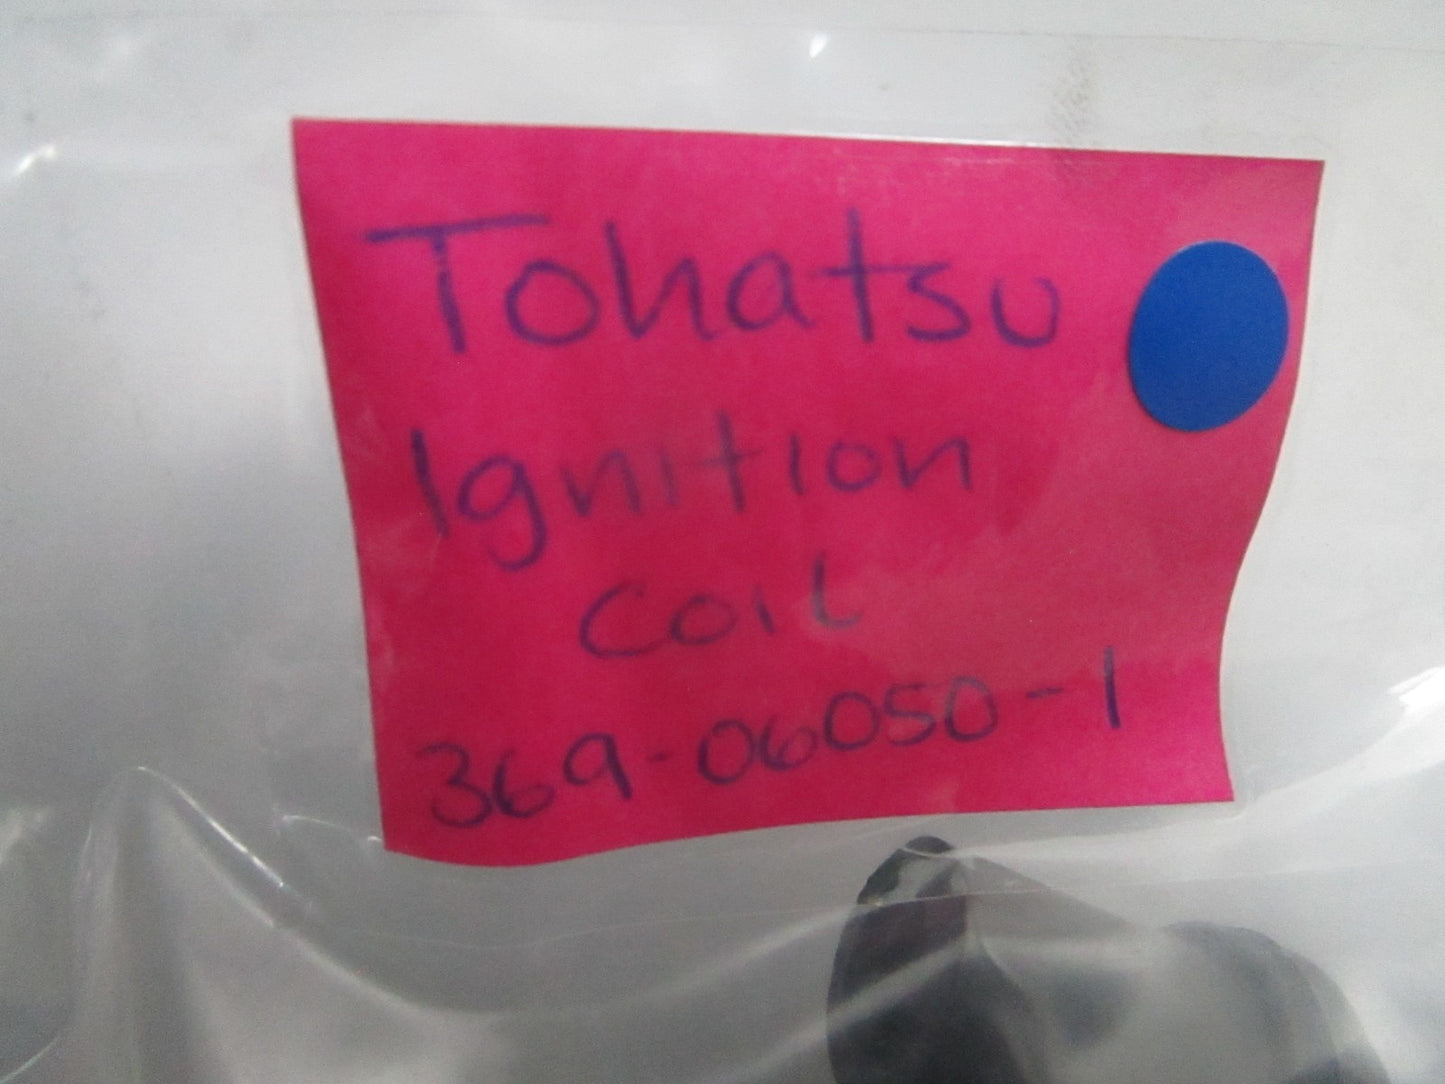 Tohatsu
Ignition
Coil
369-06050-1